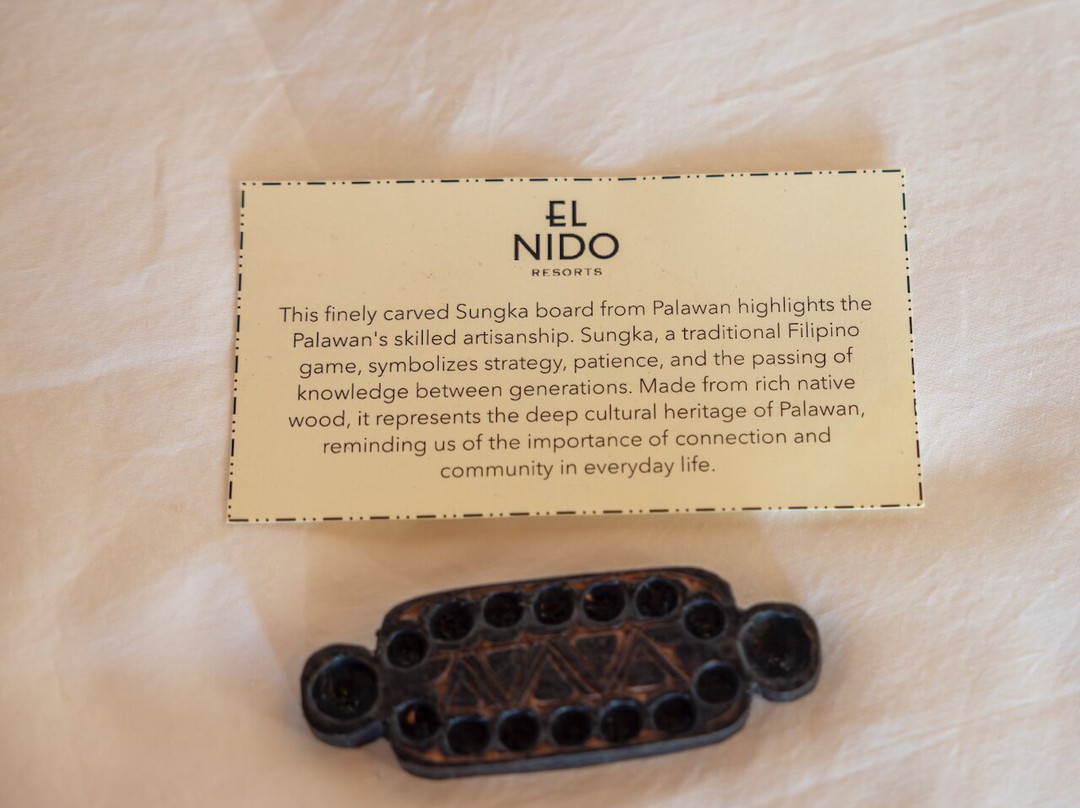 EL
NIDO
RESORTS
This finely carved Sungka board from Palawan highlights the
Palawan's skilled artisanship. Sungka, a traditional Filipino
game, symbolizes strategy, patience, and the passing of
knowledge between generations. Made from rich native
wood, it represents the deep cultural heritage of Palawan,
reminding us of the importance of connection and
community in everyday life.